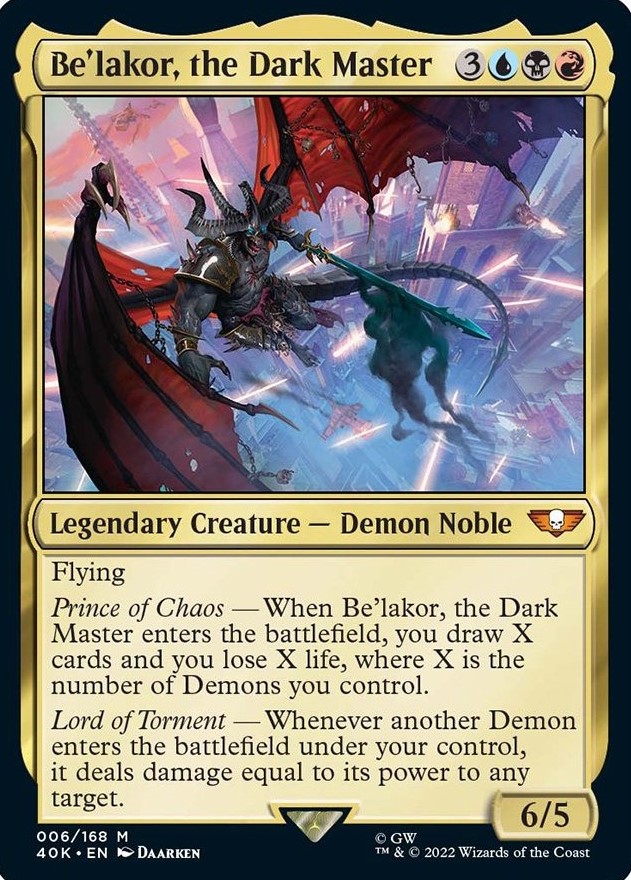 Be'lakor, the Dark Master 3
Legendary Creature — Demon Noble
Flying
Prince of Chaos — When Be'lakor, the Dark
Master enters the battlefield, you draw X
cards and you lose X life, where X is the
number of Demons you control.
Lord of Torment — Whenever another Demon
enters the battlefield under your control,
it deals damage equal to its power to any
target.
6/5
006/168 M
40K • EN Daarken
© GW
™ & © 2022 Wizards of the Coast